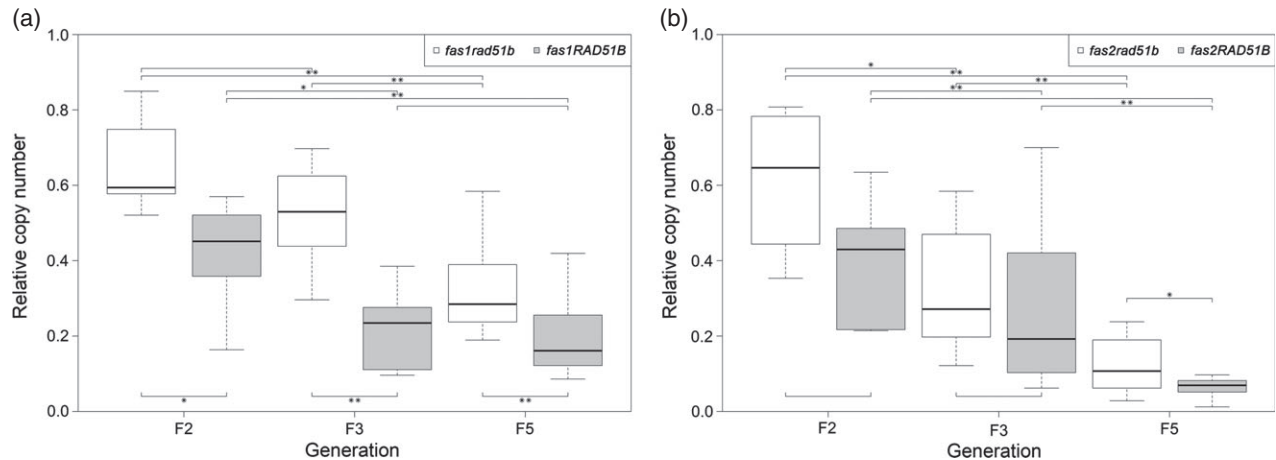 (a)
1.0
0.8
0.6
0.4
0.2
0.0
Relative copy number
fas1rad51b
fas1RAD51B
**
**
*
**
*
**
**
F2
F3
F5
Generation
(b)
1.0
0.8
0.6
0.4
0.2
0.0
Relative copy number
fas2rad51b
fas2RAD51B
*
**
**
**
**
*
F2
F3
F5
Generation